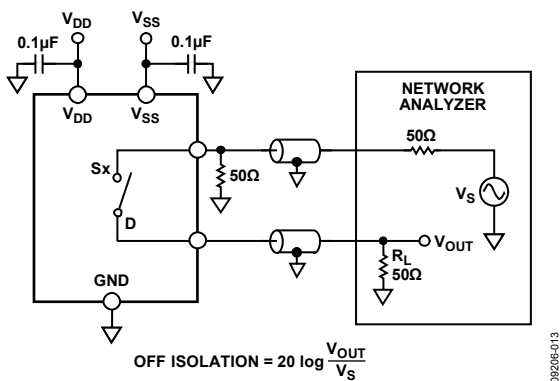 VDD
VSS
0.1µF
0.1µF
VDD
VSS
NETWORK
ANALYZER
50Ω
Sx
50Ω
VS
D
VOUT
RL
50Ω
GND
OFF ISOLATION = 20 log VOUT
VS
09206-013